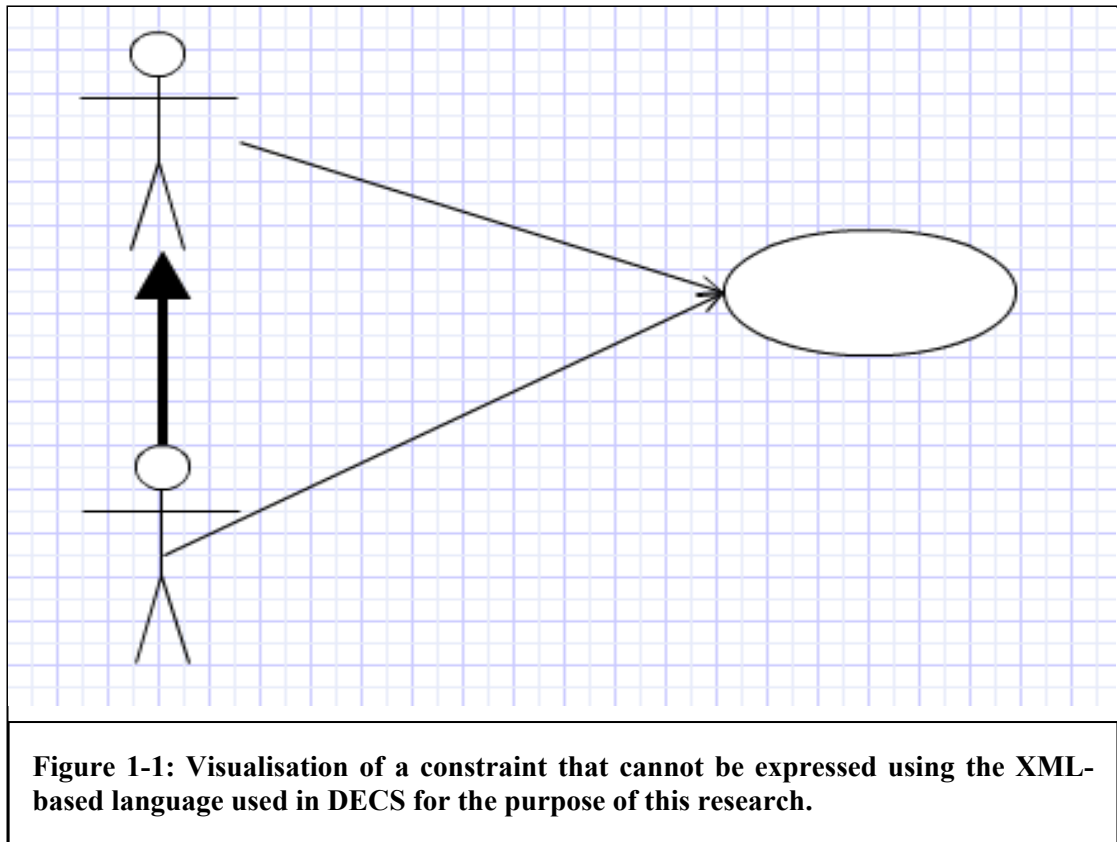 Figure 1-1: Visualisation of a constraint that cannot be expressed using the XML-
based language used in DECS for the purpose of this research.